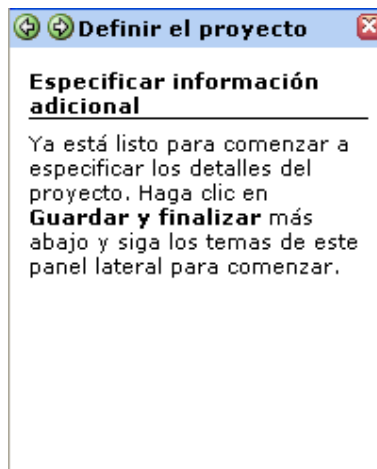 Definir el proyecto
Especificar información
adicional
Ya está listo para comenzar a
especificar los detalles del
proyecto. Haga clic en
Guardar y finalizar más
abajo y siga los temas de este
panel lateral para comenzar.